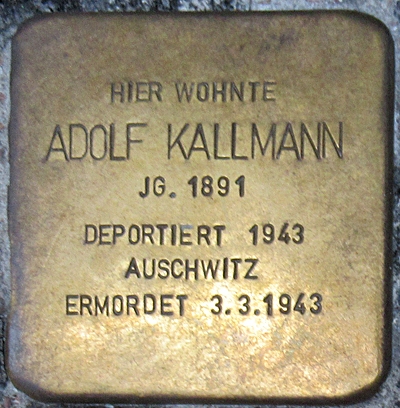 HIER WOHNTE
ADOLF KALLMANN
JG. 1891
DEPORTIERT 1943
AUSCHWITZ
ERMORDET 3.3.1943